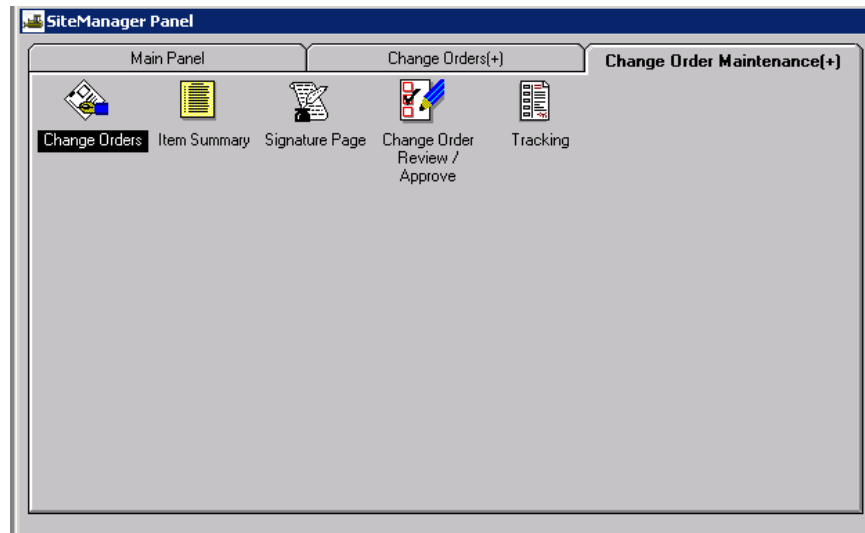 SiteManager Panel
Main Panel
Change Orders(+)
Change Order Maintenance(+)
Change Orders
Item Summary
Signature Page
Change Order
Review /
Approve
Tracking